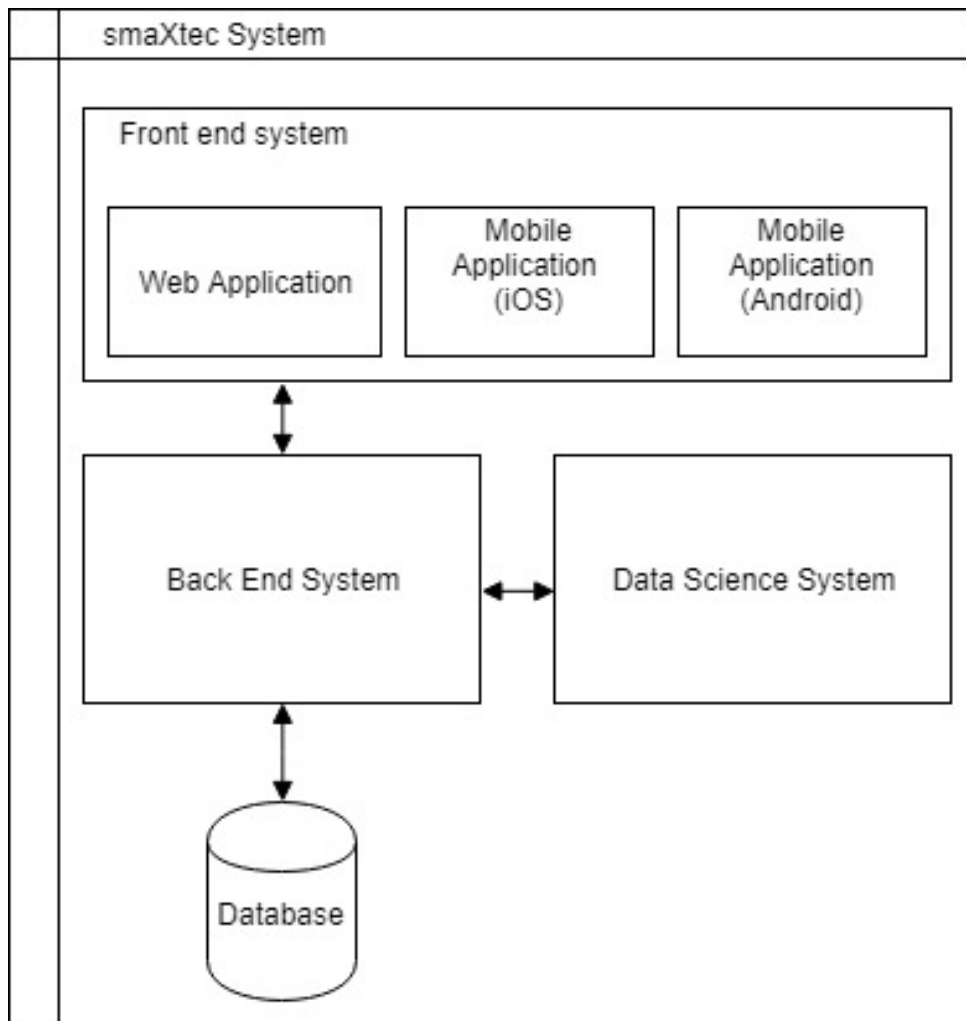 smaXtec System
Front end system
Web Application
Mobile
Application
(iOS)
Mobile
Application
(Android)
Back End System
Data Science System
Database